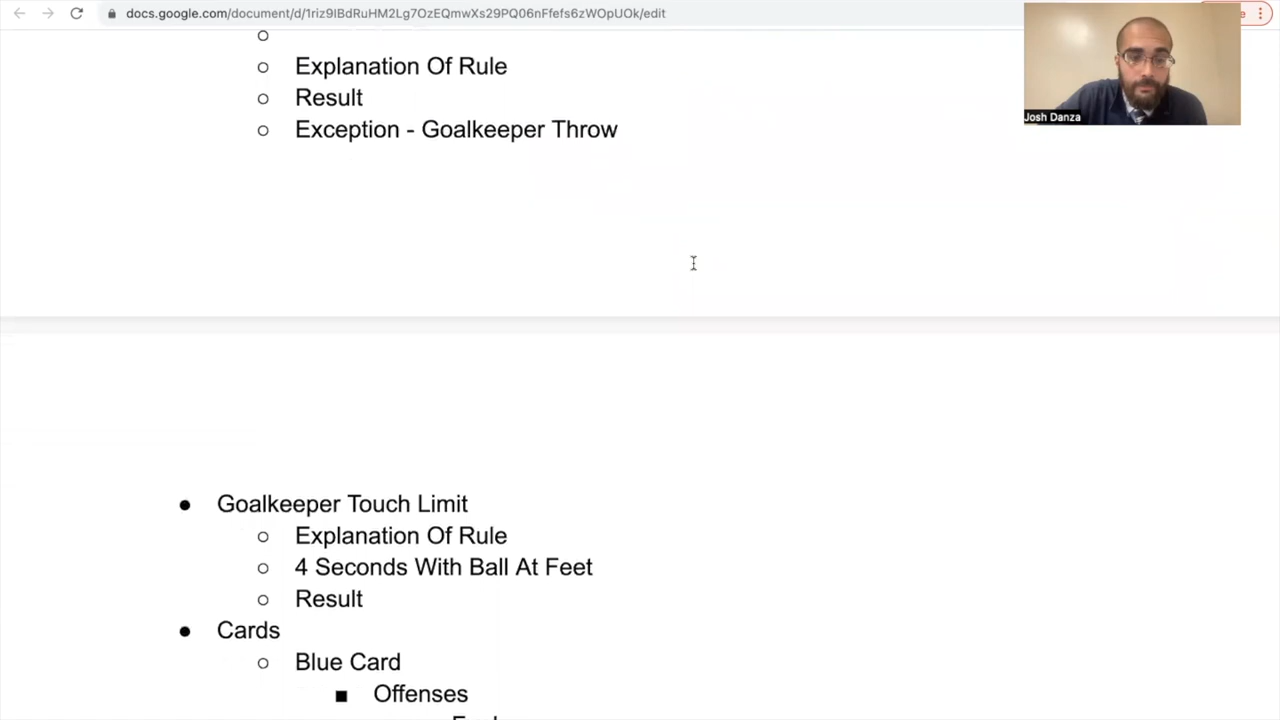 docs.google.com/document/d/1riz9IBdRuHM2Lg7OzEQmwXs29PQ06nFfefs6zWOpUOk/edit
Josh Danza
Explanation Of Rule
Result
Exception - Goalkeeper Throw
Goalkeeper Touch Limit
Explanation Of Rule
4 Seconds With Ball At Feet
Result
Cards
Blue Card
Offenses